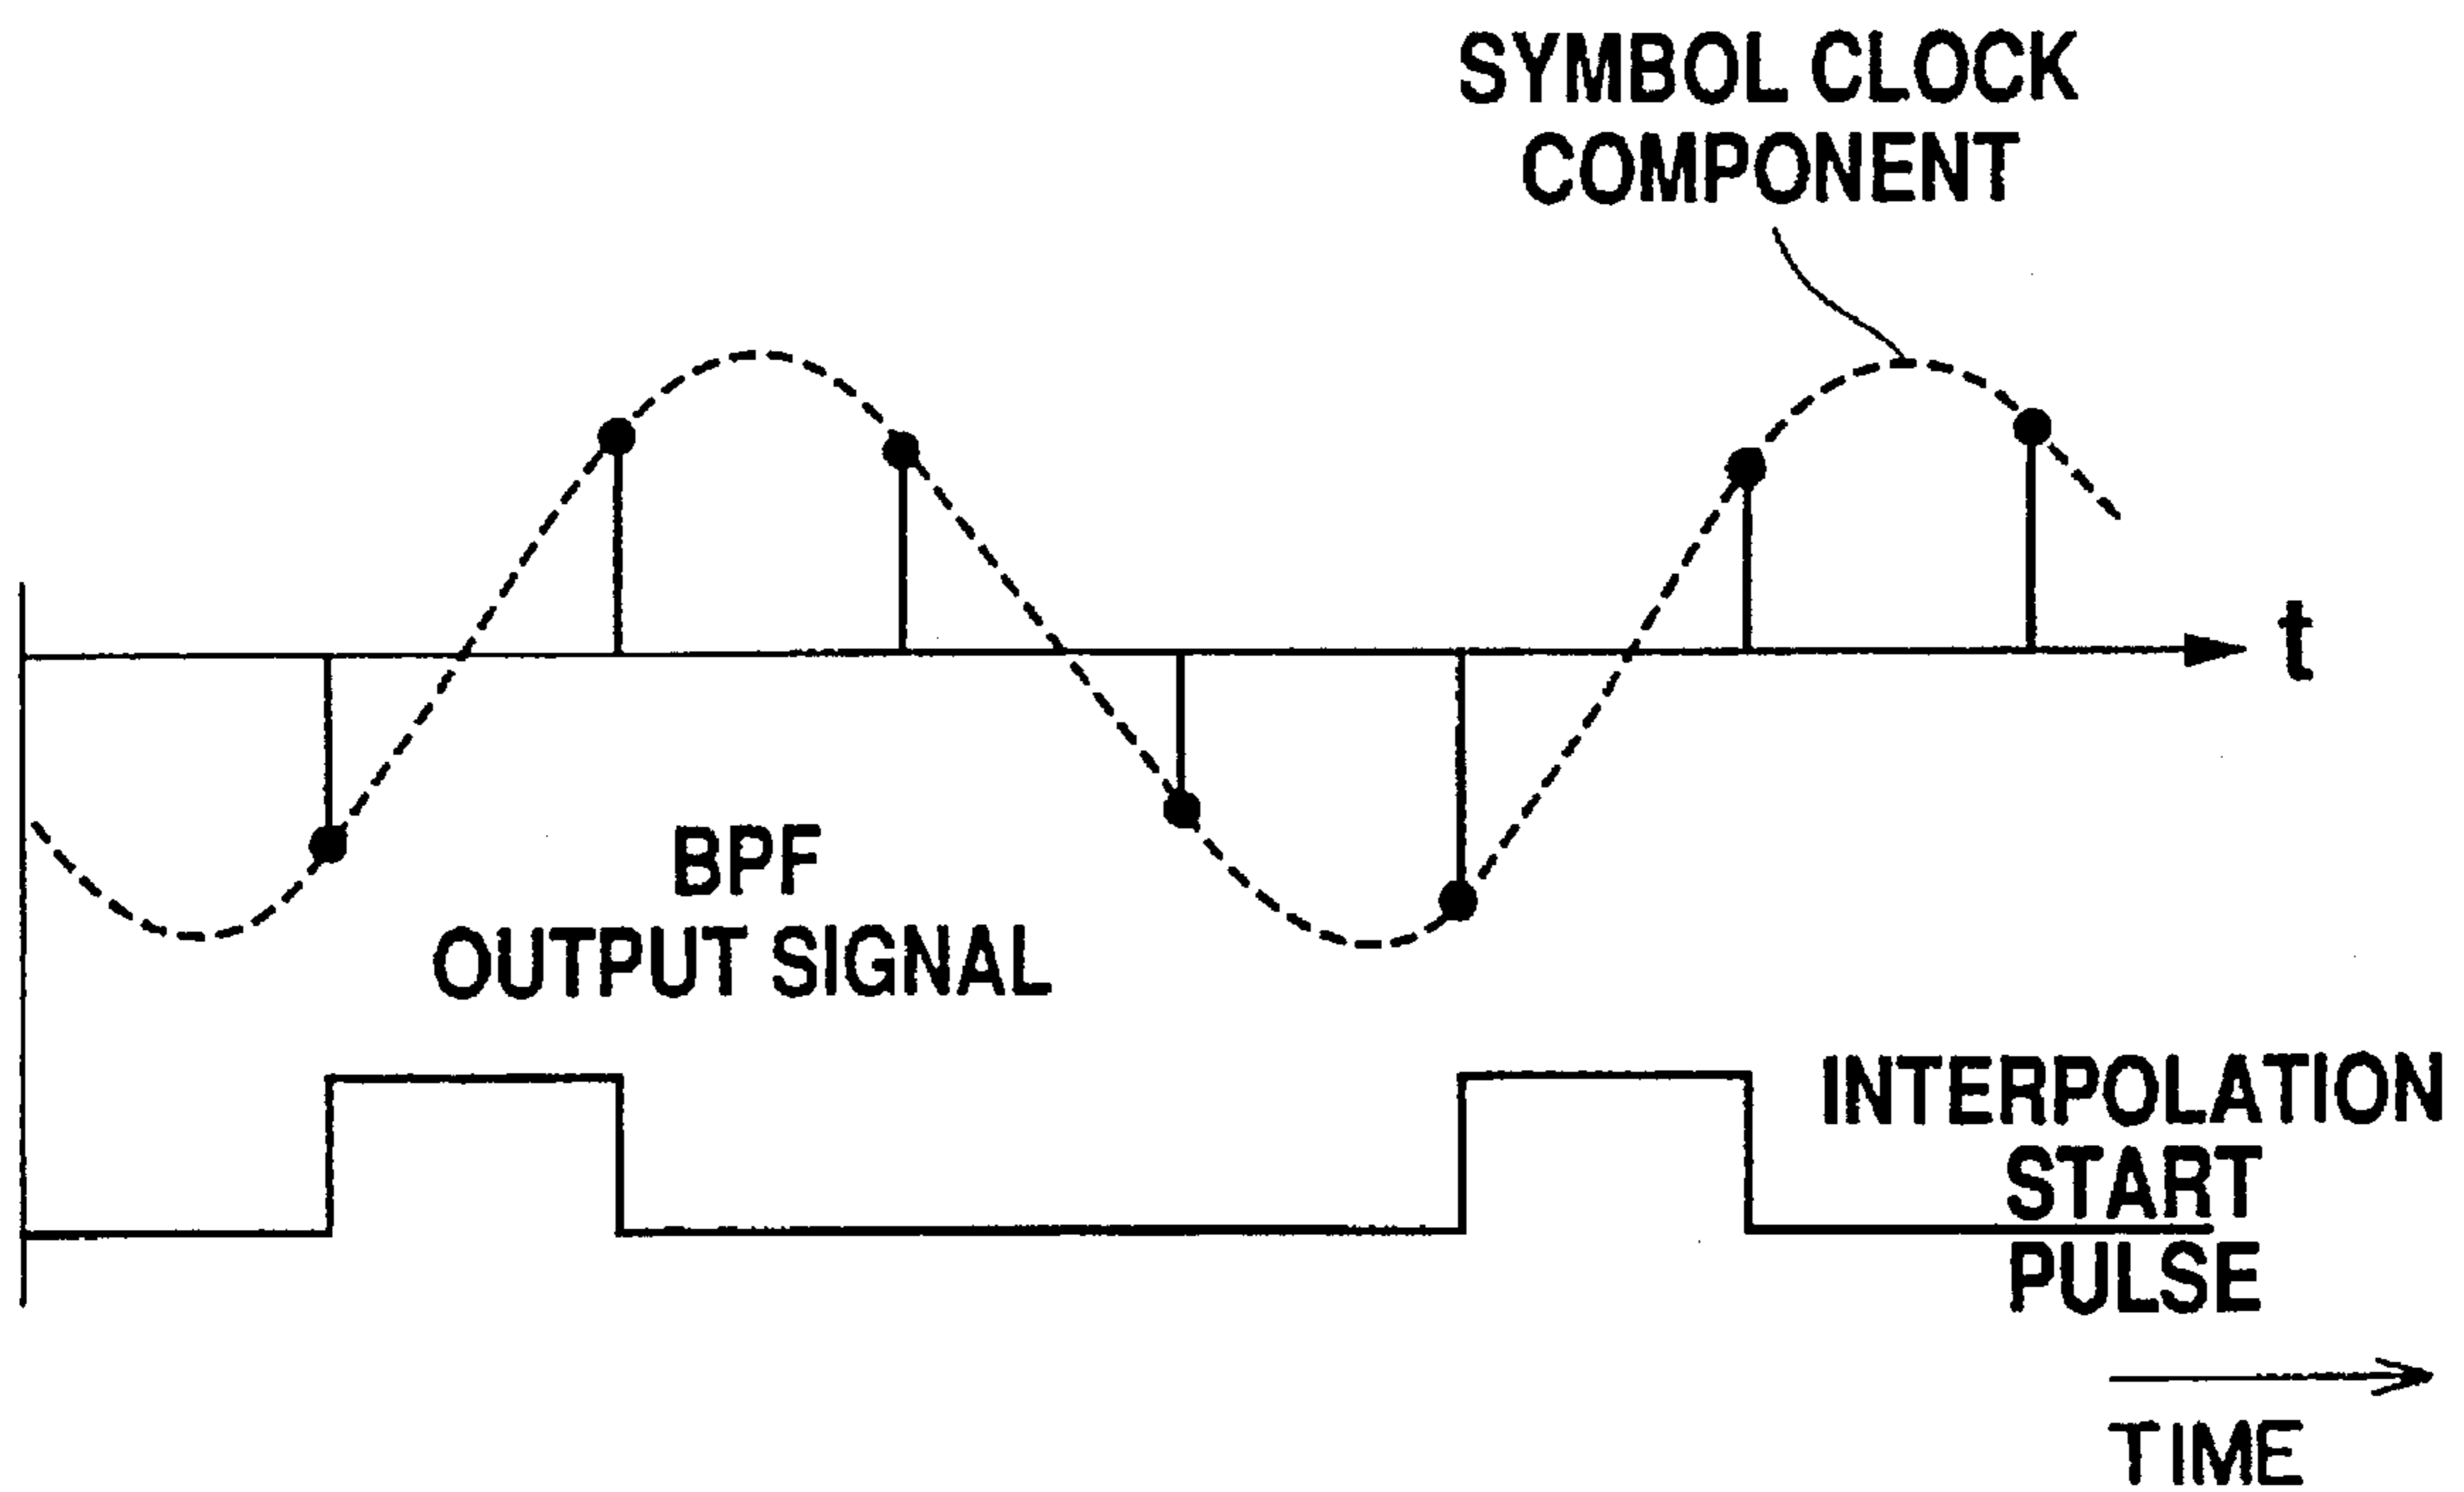 SYMBOL CLOCK
COMPONENT
t
BPF
OUTPUT SIGNAL
INTERPOLATION
START
PULSE
TIME